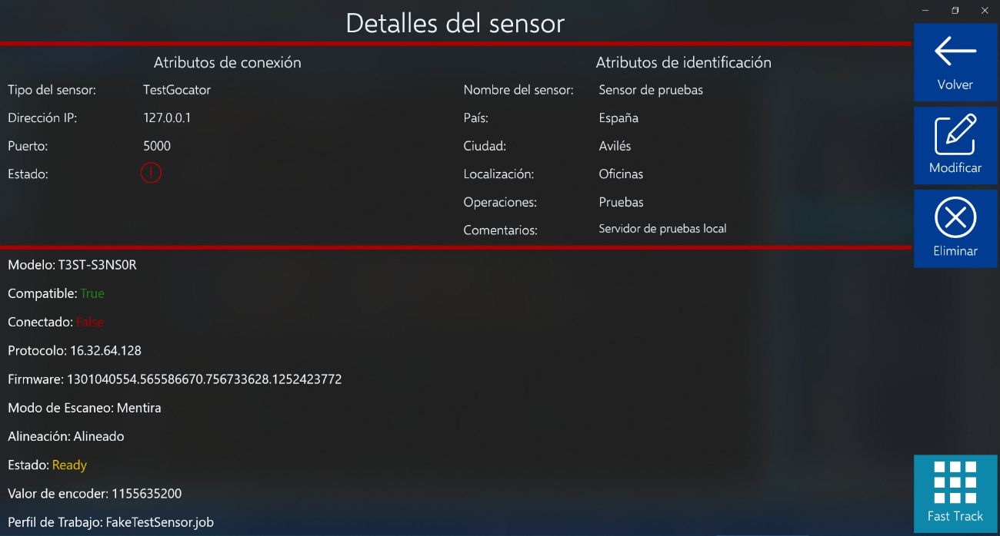 Detalles del sensor
Atributos de conexión
Tipo del sensor: TestGocator
Dirección IP: 127.0.0.1
Puerto: 5000
Estado:
Atributos de identificación
Nombre del sensor: Sensor de pruebas
País: España
Ciudad: Avilés
Localización: Oficinas
Operaciones: Pruebas
Comentarios: Servidor de pruebas local
Modelo: T3ST-S3NS0R
Compatible: True
Conectado: False
Protocolo: 16.32.64.128
Firmware: 1301040554.565586670.756733628.1252423772
Modo de Escaneo: Mentira
Alineación: Alineado
Estado: Ready
Valor de encoder: 1155635200
Perfil de Trabajo: FakeTestSensor.job
Volver
Modificar
Eliminar
Fast Track